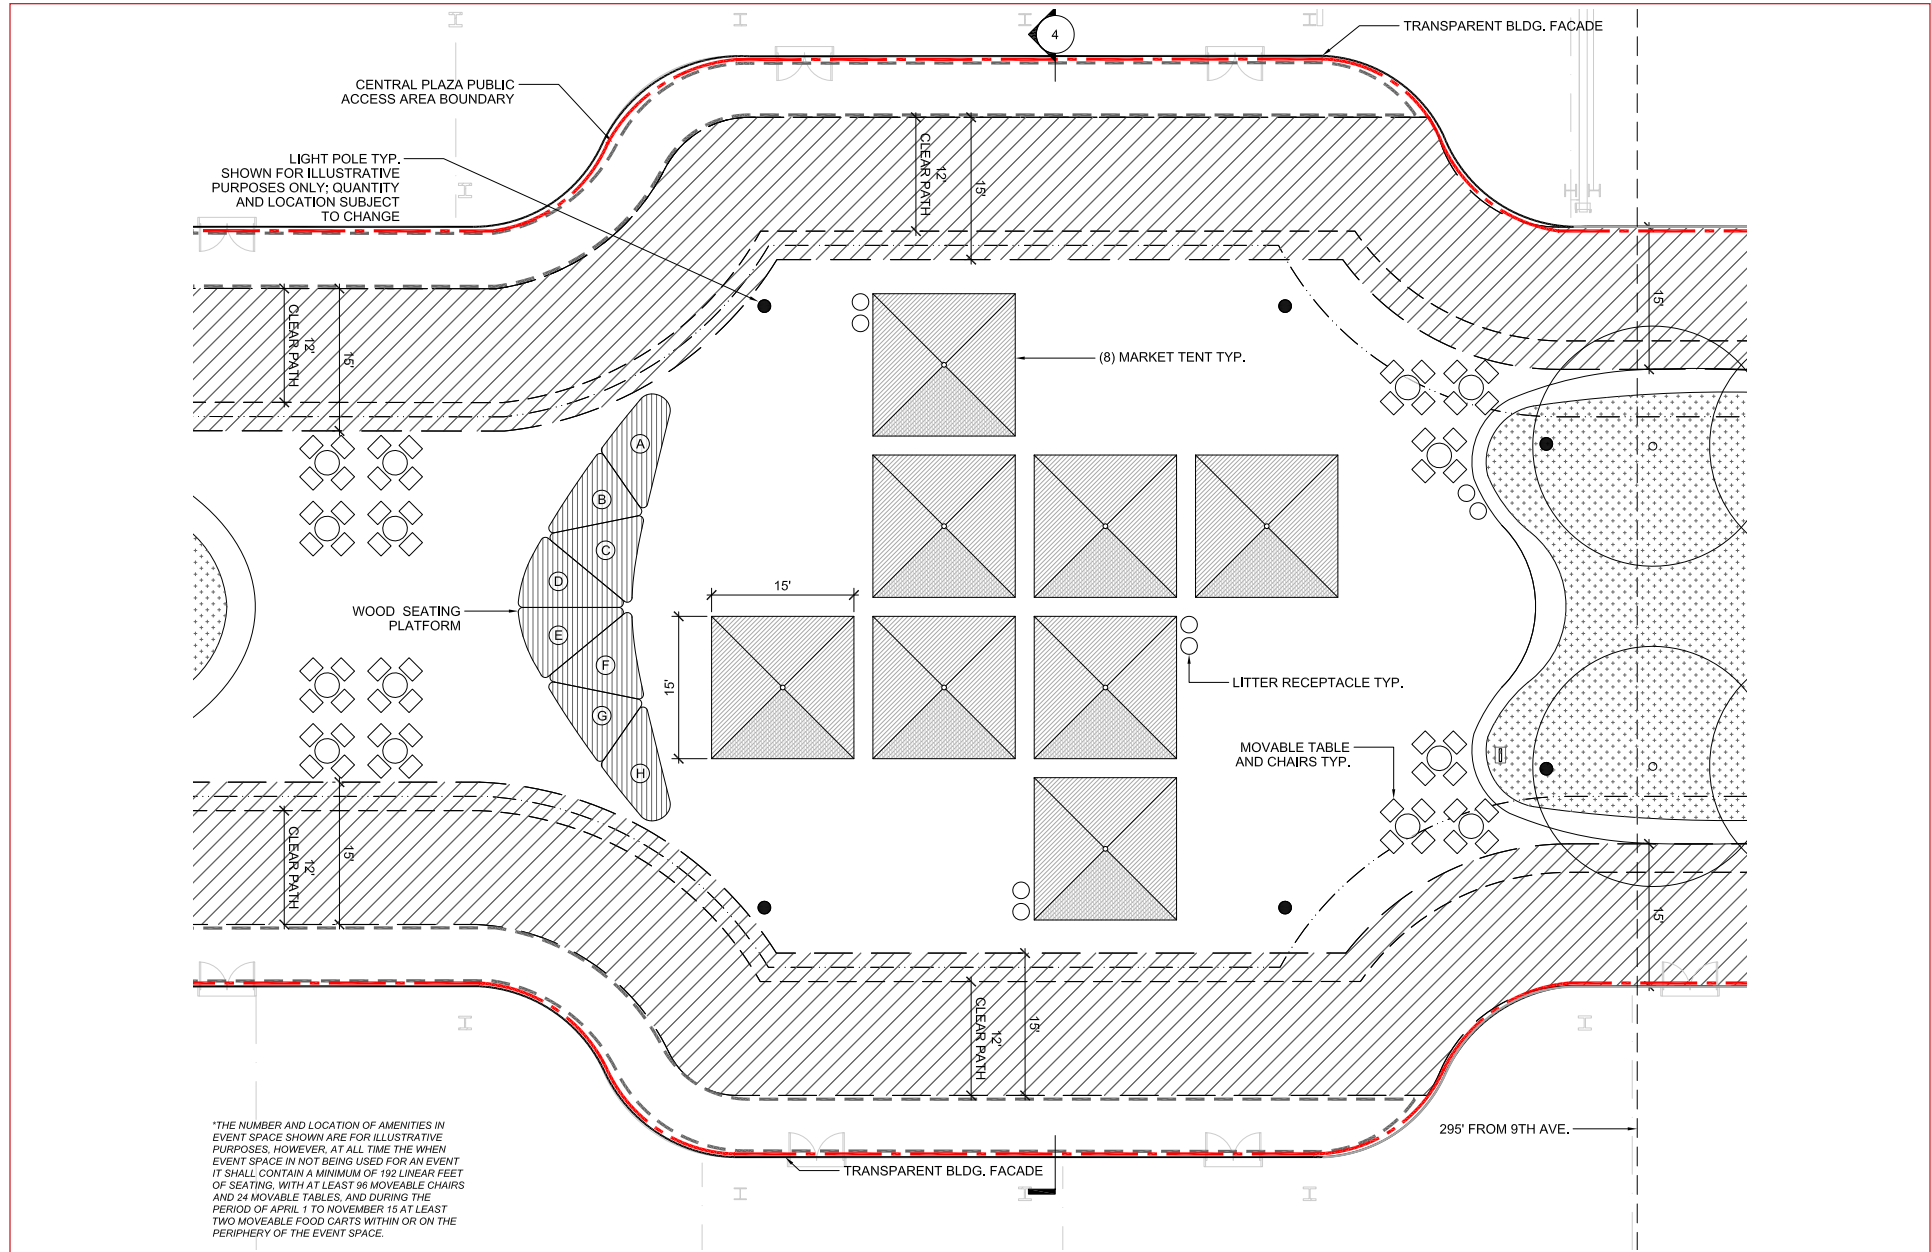 4
TRANSPARENT BLDG. FACADE
CENTRAL PLAZA PUBLIC
ACCESS AREA BOUNDARY
LIGHT POLE TYP.
SHOWN FOR ILLUSTRATIVE
PURPOSES ONLY; QUANTITY
AND LOCATION SUBJECT
TO CHANGE
12'
CLEAR PATH
15'
12'
CLEAR PATH
15'
15'
(8) MARKET TENT TYP.
A
B
C
D
E
F
G
H
WOOD SEATING
PLATFORM
15'
15'
LITTER RECEPTACLE TYP.
MOVABLE TABLE
AND CHAIRS TYP.
12'
CLEAR PATH
15'
12'
CLEAR PATH
15'
15'
295' FROM 9TH AVE.
TRANSPARENT BLDG. FACADE
*THE NUMBER AND LOCATION OF AMENITIES IN
EVENT SPACE SHOWN ARE FOR ILLUSTRATIVE
PURPOSES, HOWEVER, AT ALL TIME THE WHEN
EVENT SPACE IN NOT BEING USED FOR AN EVENT
IT SHALL CONTAIN A MINIMUM OF 192 LINEAR FEET
OF SEATING, WITH AT LEAST 96 MOVEABLE CHAIRS
AND 24 MOVABLE TABLES, AND DURING THE
PERIOD OF APRIL 1 TO NOVEMBER 15 AT LEAST
TWO MOVEABLE FOOD CARTS WITHIN OR ON THE
PERIPHERY OF THE EVENT SPACE.